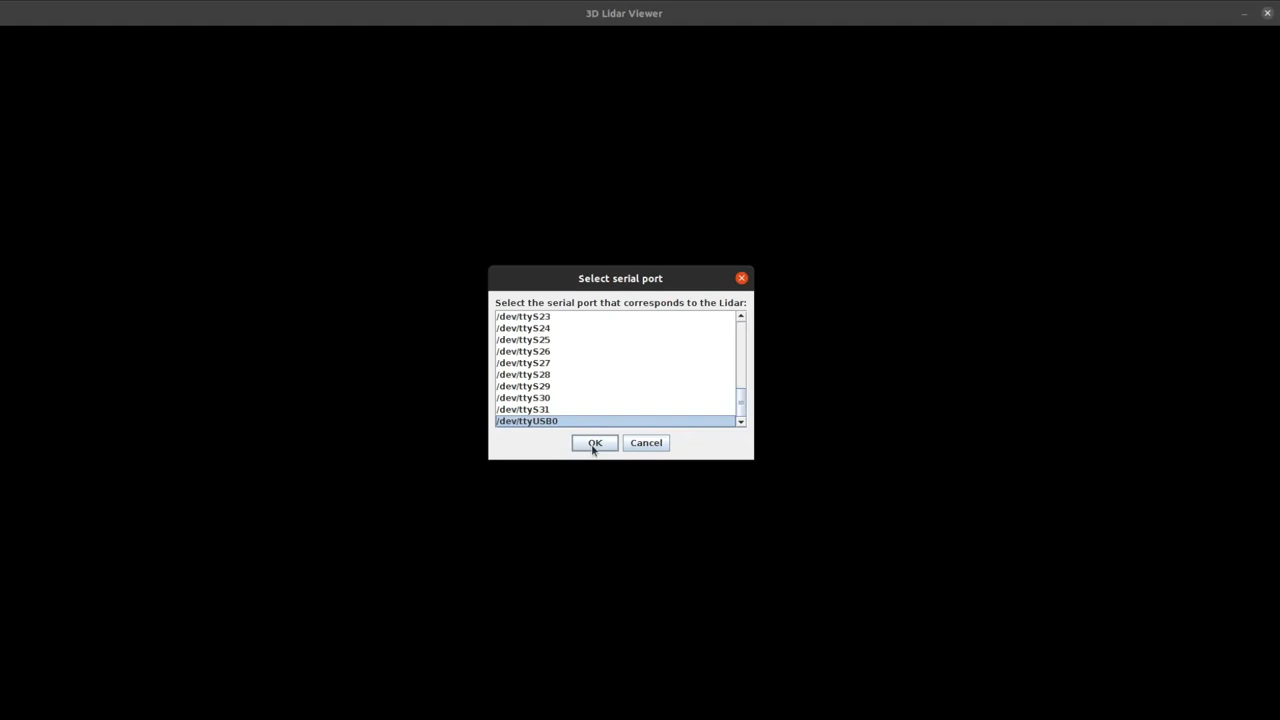 3D Lidar Viewer
Select serial port
Select the serial port that corresponds to the Lidar:
/dev/ttyS23
/dev/ttyS24
/dev/ttyS25
/dev/ttyS26
/dev/ttyS27
/dev/ttyS28
/dev/ttyS29
/dev/ttyS30
/dev/ttyS31
/dev/ttyUSB0
OK Cancel